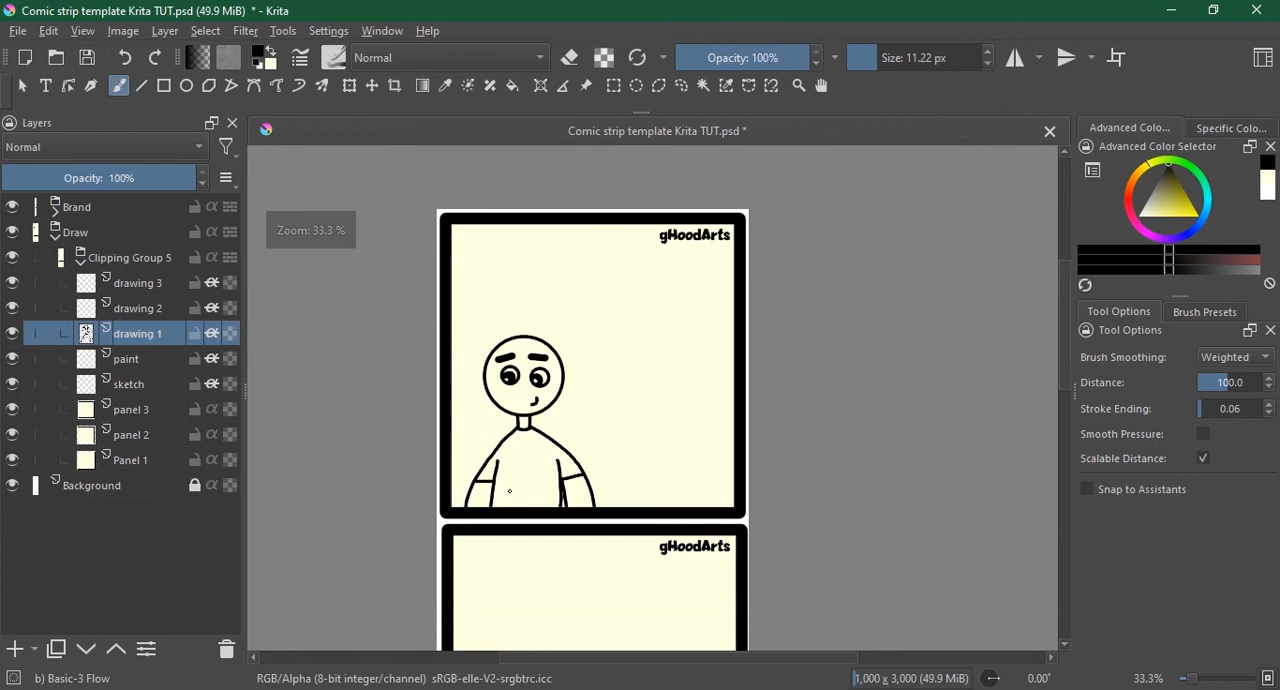 Comic strip template Krita TUT.psd (49.9 MiB) * - Krita
File Edit View Image Layer Select Filter Tools Settings Window Help
Normal Opacity: 100% Size: 11.22 px
Layers
Comic strip template Krita TUT.psd *
Advanced Colo... Specific Colo...
Normal
Advanced Color Selector
Opacity: 100%
Brand
Draw
Zoom: 33.3 %
gHoodArts
Clipping Group 5
drawing 3
drawing 2
Tool Options Brush Presets
drawing 1
Tool Options
paint
Brush Smoothing: Weighted
sketch
Distance: 100.0
panel 3
Stroke Ending: 0.06
panel 2
Smooth Pressure:
Panel 1
Scalable Distance:
Background
Snap to Assistants
gHoodArts
b) Basic-3 Flow RGB/Alpha (8-bit integer/channel) sRGB-elle-V2-srgbtrc.icc 1,000 x 3,000 (49.9 MiB) 0.00° 33.3%